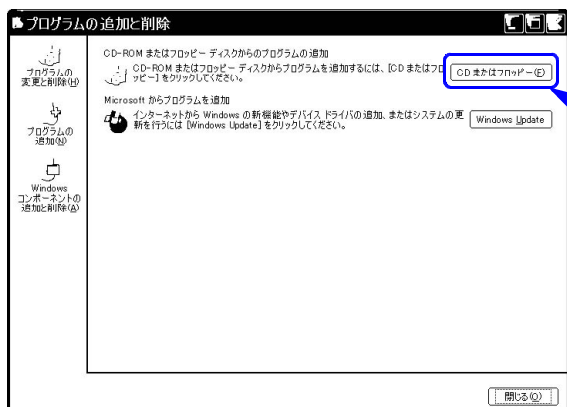 プログラムの追加と削除
プログラムの
変更と削除(H)
プログラムの
追加(N)
Windows
コンポーネントの
追加と削除(A)
CD-ROM またはフロッピー ディスクからのプログラムの追加
CD-ROM またはフロッピー ディスクからプログラムを追加するには、[CD またはフロ
ッピー] をクリックしてください。
CD またはフロッピー(F)
Microsoft からプログラムを追加
インターネットから Windows の新機能やデバイス ドライバの追加、またはシステムの更
新を行うには [Windows Update] をクリックしてください。
Windows Update
閉じる(O)